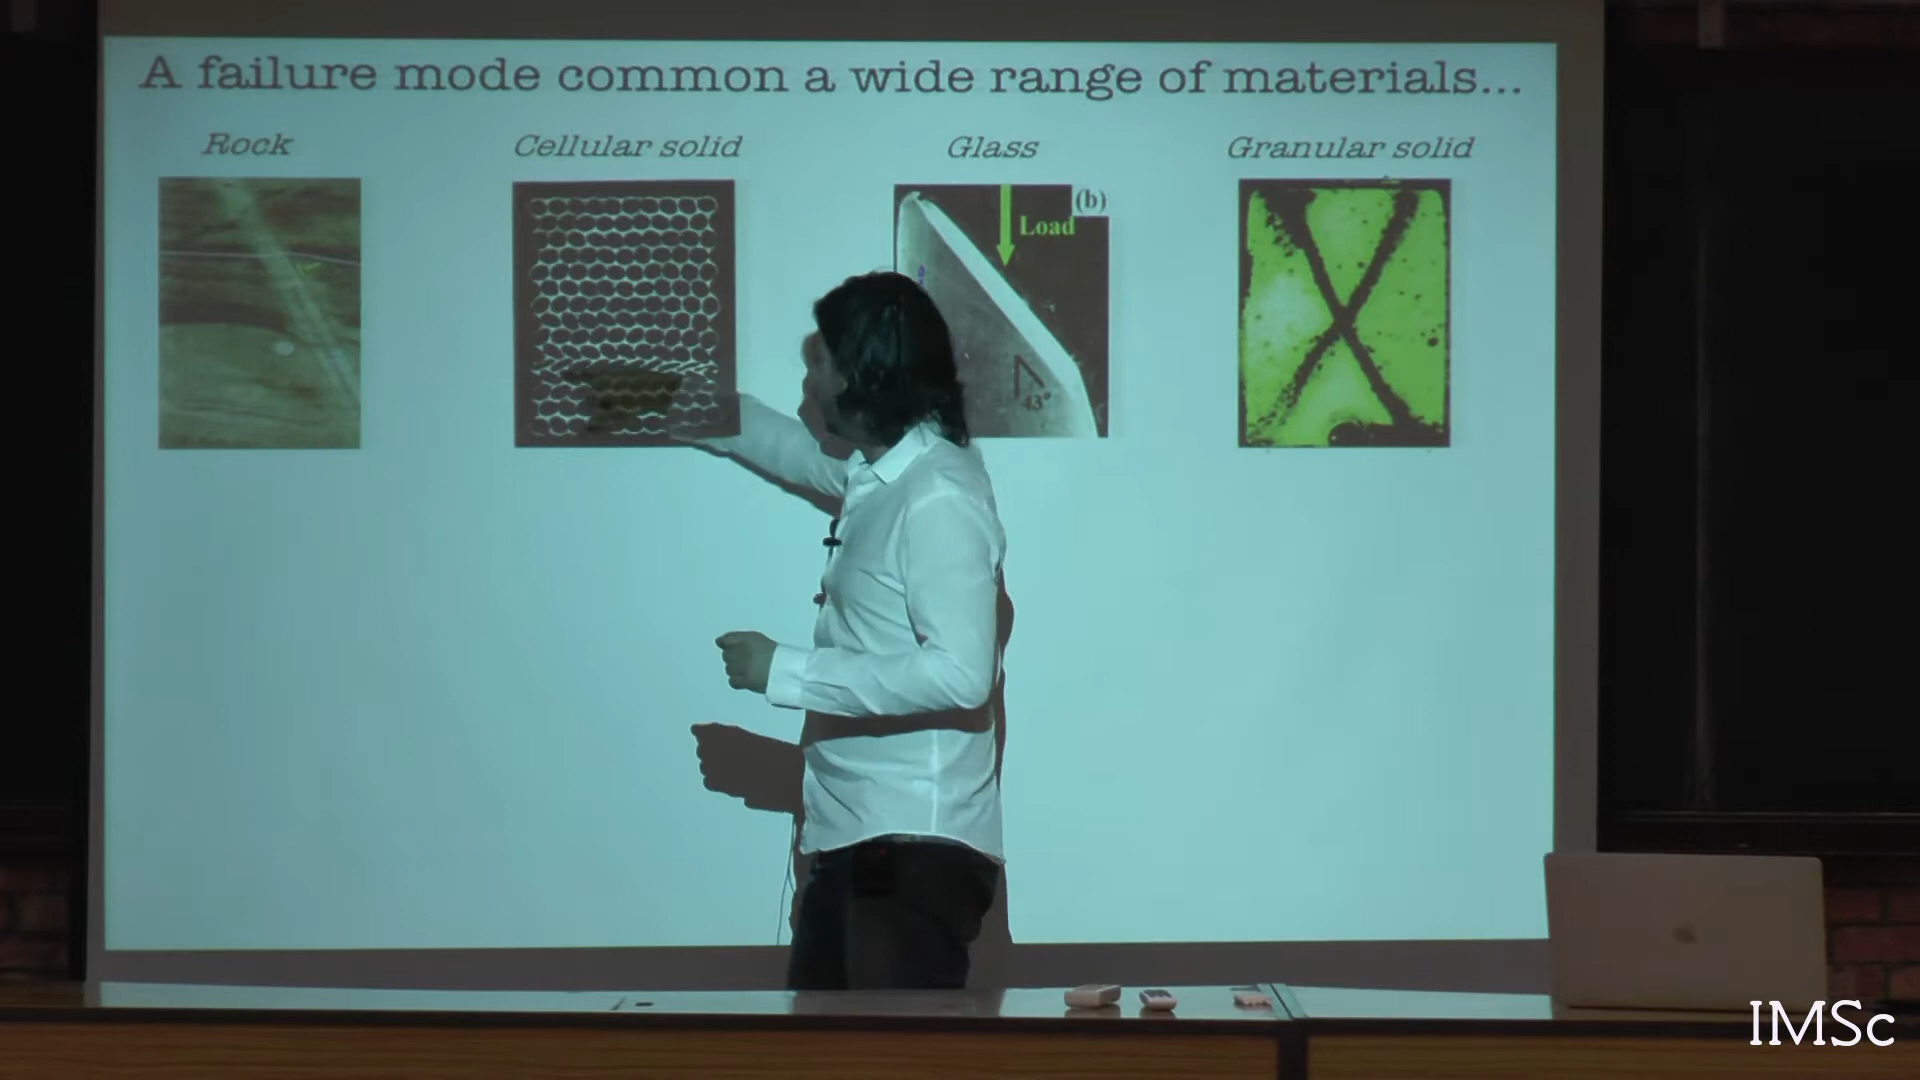 A failure mode common a wide range of materials...
Rock
Cellular solid
Glass
Granular solid
(b)
Load
43°
IMSc